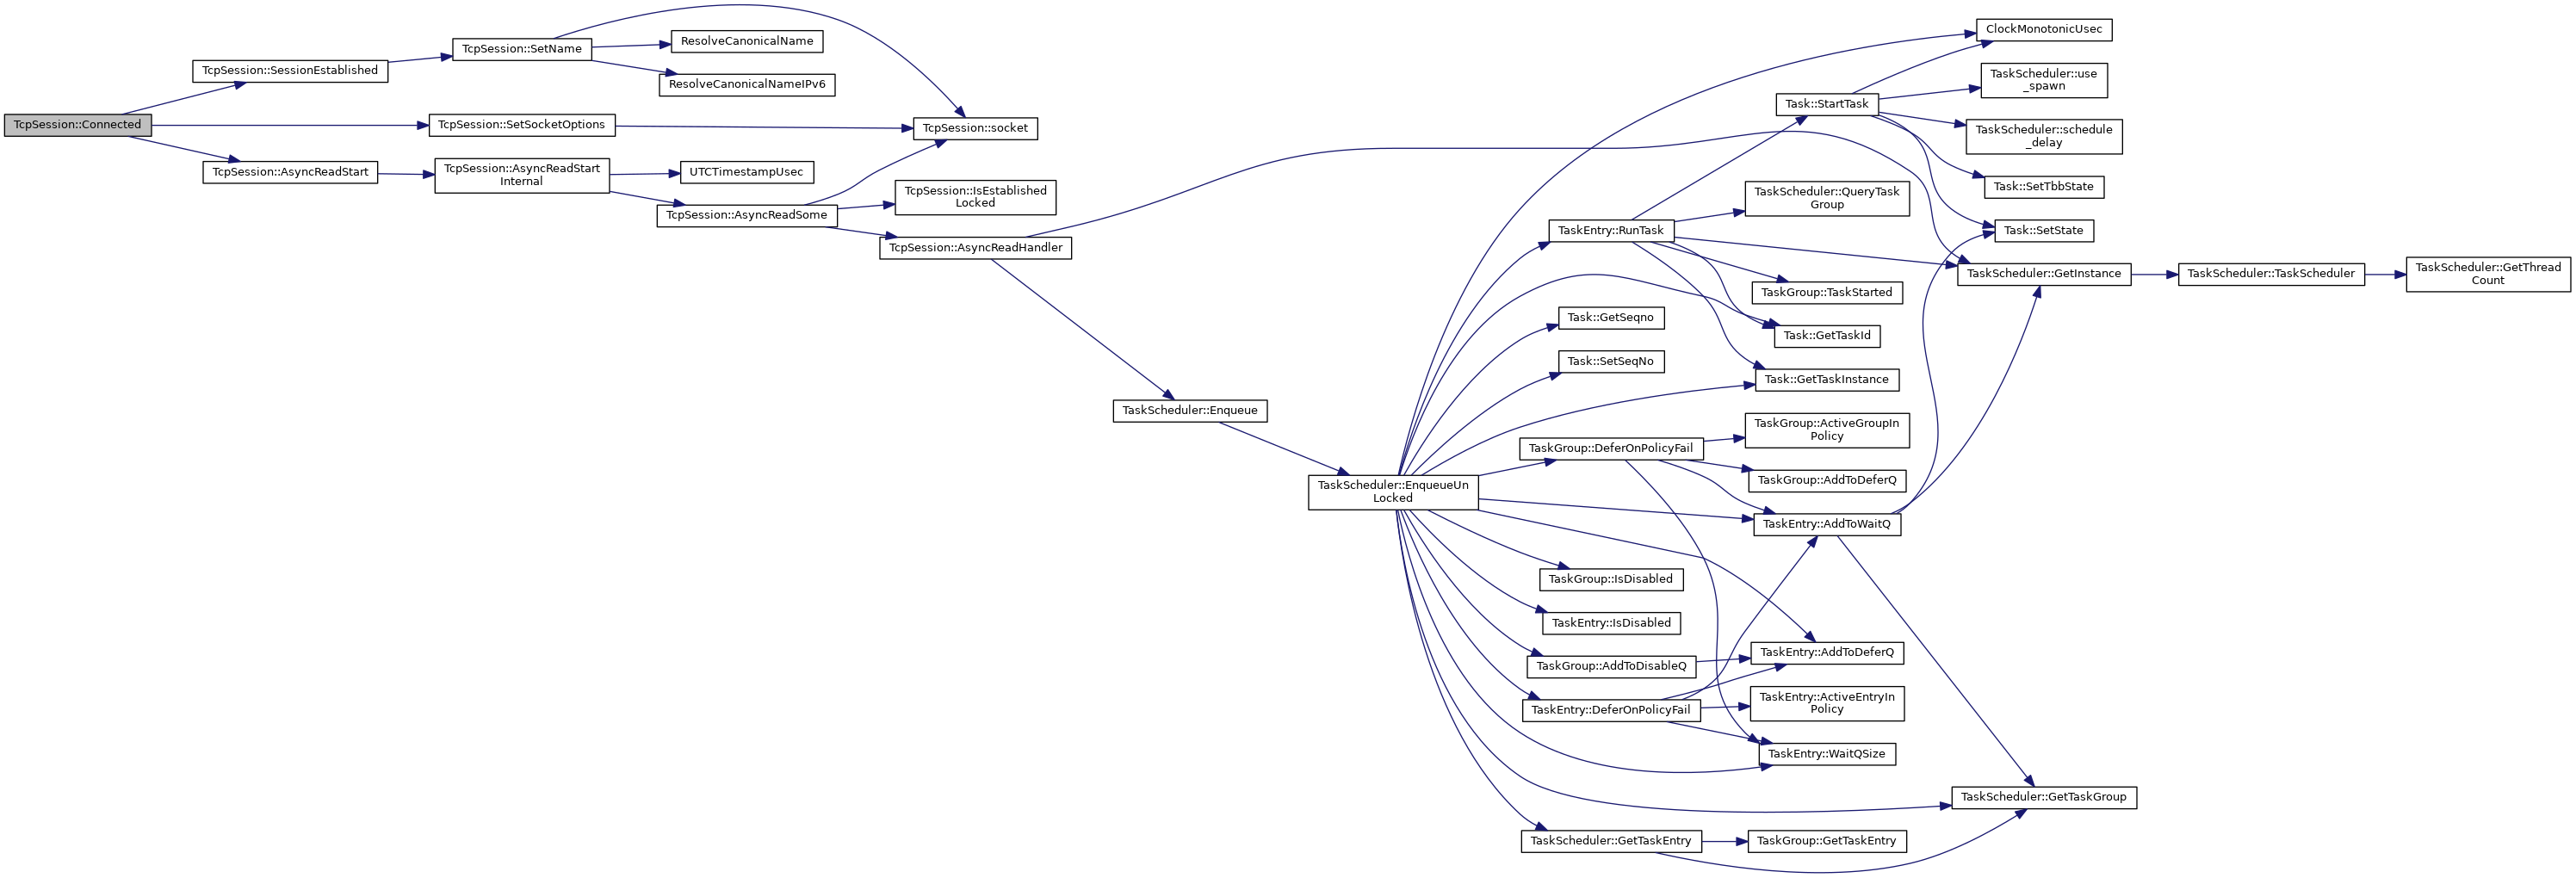 TcpSession::Connected
TcpSession::SessionEstablished
TcpSession::SetName
ResolveCanonicalName
ResolveCanonicalNameIPv6
TcpSession::SetSocketOptions
TcpSession::socket
TcpSession::AsyncReadStart
TcpSession::AsyncReadStart
Internal
UTCTimestampUsec
TcpSession::AsyncReadSome
TcpSession::IsEstablished
Locked
TcpSession::AsyncReadHandler
TaskScheduler::Enqueue
TaskScheduler::EnqueueUn
Locked
ClockMonotonicUsec
TaskScheduler::use
_spawn
Task::StartTask
TaskScheduler::schedule
_delay
Task::SetTbbState
TaskScheduler::QueryTask
Group
TaskEntry::RunTask
Task::SetState
TaskScheduler::GetInstance
TaskScheduler::TaskScheduler
TaskScheduler::GetThread
Count
TaskGroup::TaskStarted
Task::GetSeqno
Task::GetTaskId
Task::SetSeqNo
Task::GetTaskInstance
TaskGroup::DeferOnPolicyFail
TaskGroup::ActiveGroupIn
Policy
TaskGroup::AddToDeferQ
TaskEntry::AddToWaitQ
TaskGroup::IsDisabled
TaskEntry::IsDisabled
TaskGroup::AddToDisableQ
TaskEntry::AddToDeferQ
TaskEntry::DeferOnPolicyFail
TaskEntry::ActiveEntryIn
Policy
TaskEntry::WaitQSize
TaskScheduler::GetTaskGroup
TaskScheduler::GetTaskEntry
TaskGroup::GetTaskEntry